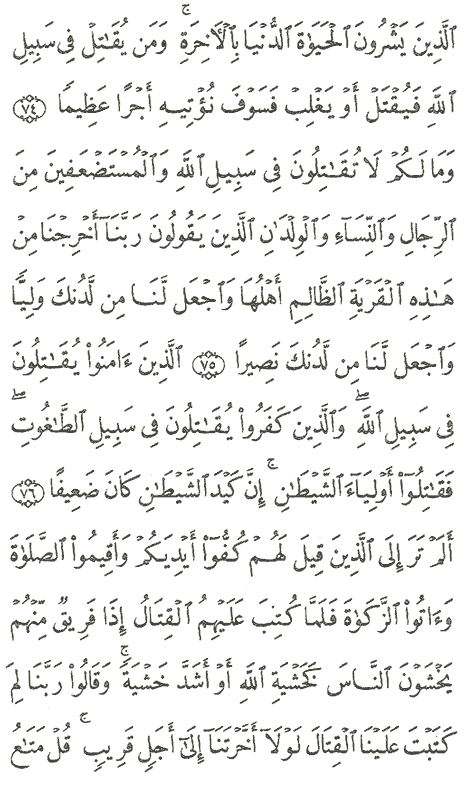 ٱلَّذِينَ يَشۡرُونَ ٱلۡحَيَوٰةَ ٱلدُّنۡيَا بِٱلۡأٓخِرَةِۚ وَمَن يُقَٰتِلۡ فِي سَبِيلِ
ٱللَّهِ فَيُقۡتَلۡ أَوۡ يَغۡلِبۡ فَسَوۡفَ نُؤۡتِيهِ أَجۡرًا عَظِيمٗا ٧٤
وَمَا لَكُمۡ لَا تُقَٰتِلُونَ فِي سَبِيلِ ٱللَّهِ وَٱلۡمُسۡتَضۡعَفِينَ مِنَ
ٱلرِّجَالِ وَٱلنِّسَآءِ وَٱلۡوِلۡدَٰنِ ٱلَّذِينَ يَقُولُونَ رَبَّنَآ أَخۡرِجۡنَا مِنۡ
هَٰذِهِ ٱلۡقَرۡيَةِ ٱلظَّالِمِ أَهۡلُهَا وَٱجۡعَل لَّنَا مِن لَّدُنكَ وَلِيّٗا
وَٱجۡعَل لَّنَا مِن لَّدُنكَ نَصِيرًا ٧٥ ٱلَّذِينَ ءَامَنُواْ يُقَٰتِلُونَ
فِي سَبِيلِ ٱللَّهِۖ وَٱلَّذِينَ كَفَرُواْ يُقَٰتِلُونَ فِي سَبِيلِ ٱلطَّٰغُوتِۖ
فَقَٰتِلُوٓاْ أَوۡلِيَآءَ ٱلشَّيۡطَٰنِۚ إِنَّ كَيۡدَ ٱلشَّيۡطَٰنِ كَانَ ضَعِيفًا ٧٦
أَلَمۡ تَرَ إِلَى ٱلَّذِينَ قِيلَ لَهُمۡ كُفُّوٓاْ أَيۡدِيَكُمۡ وَأَقِيمُواْ ٱلصَّلَوٰةَ
وَءَاتُواْ ٱلزَّكَوٰةَ فَلَمَّا كُتِبَ عَلَيۡهِمُ ٱلۡقِتَالُ إِذَا فَرِيقٞ مِّنۡهُمۡ
يَخۡشَوۡنَ ٱلنَّاسَ كَخَشۡيَةِ ٱللَّهِ أَوۡ أَشَدَّ خَشۡيَةٗۚ وَقَالُواْ رَبَّنَا لِمَ
كَتَبۡتَ عَلَيۡنَا ٱلۡقِتَالَ لَوۡلَآ أَخَّرۡتَنَآ إِلَىٰٓ أَجَلٖ قَرِيبٖۗ قُلۡ مَتَٰعُ